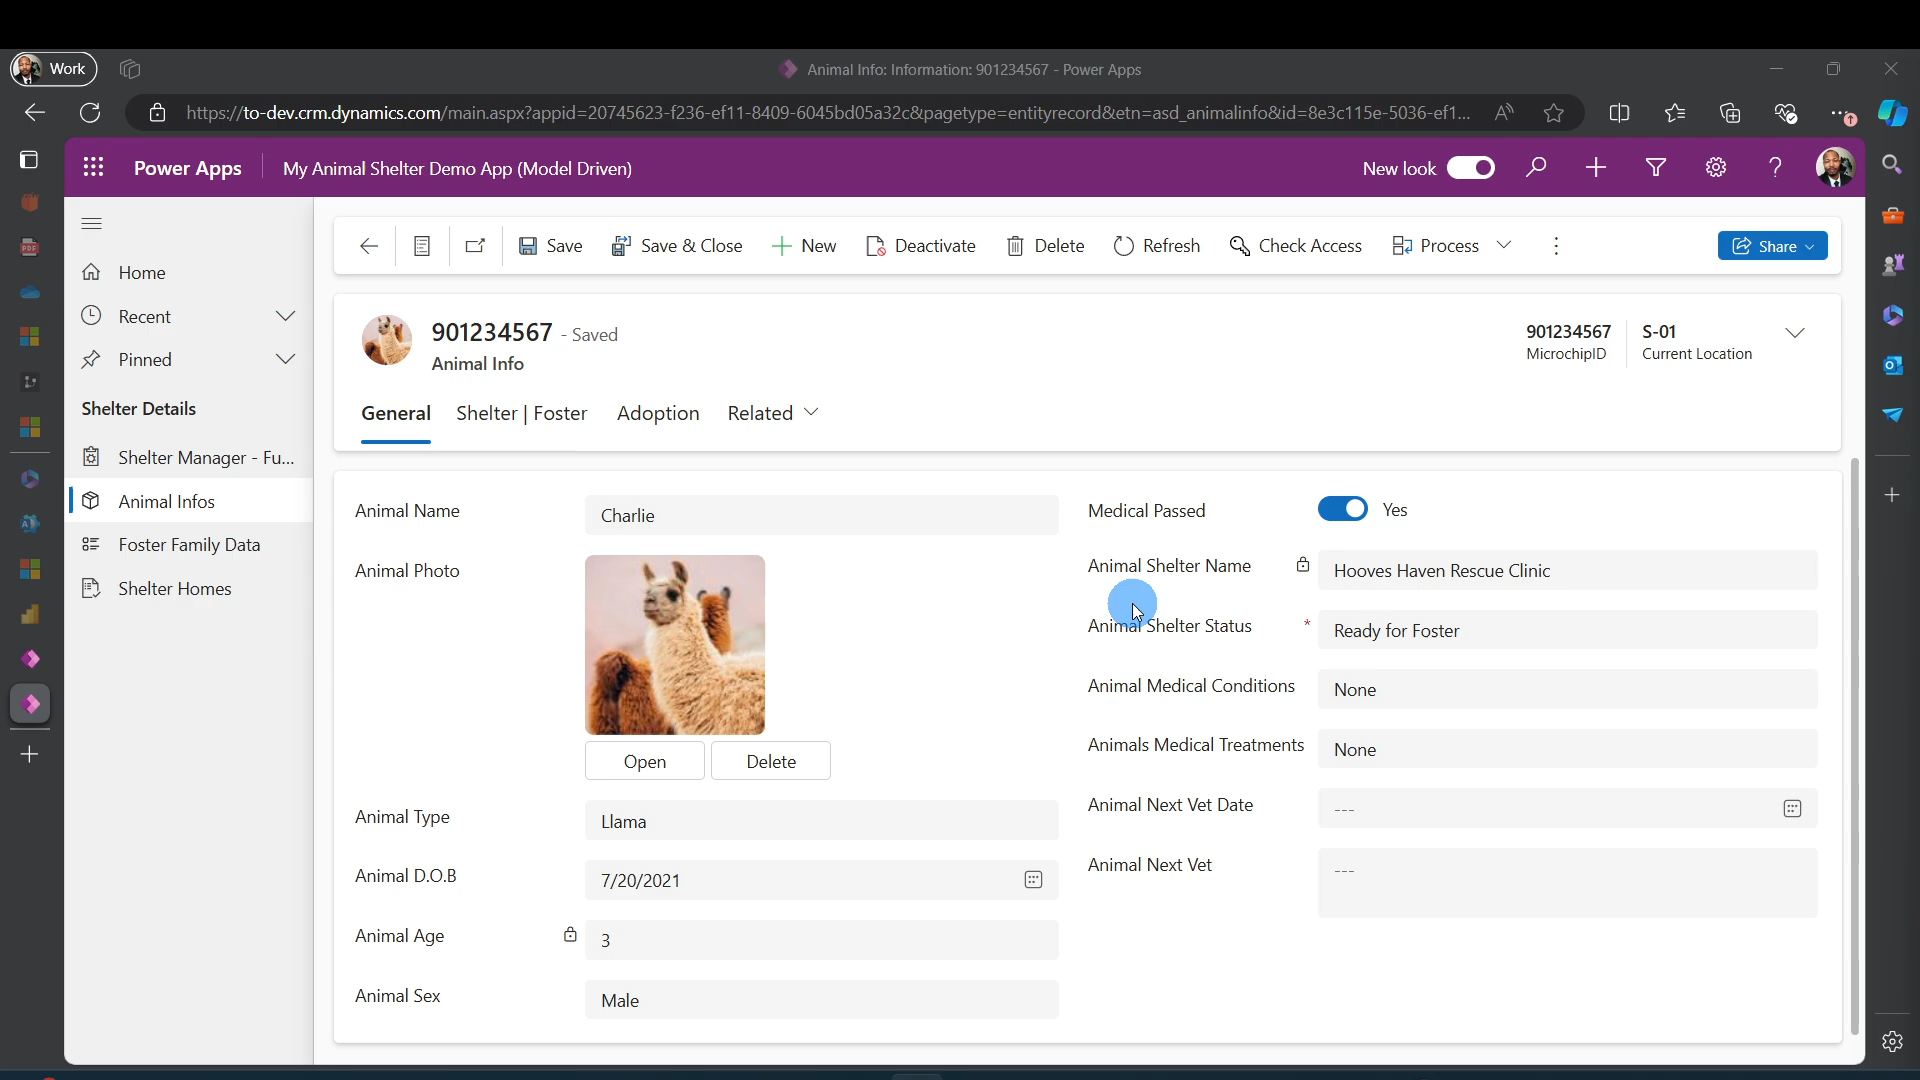 Work
Animal Info: Information: 901234567 - Power Apps
https://to-dev.crm.dynamics.com/main.aspx?appid=20745623-f236-ef11-8409-6045bd05a32c&pagetype=entityrecord&etn=asd_animalinfo&id=8e3c115e-5036-ef1...
Power Apps
My Animal Shelter Demo App (Model Driven)
New look
Home
Recent
Pinned
Shelter Details
Shelter Manager - Fu...
Animal Infos
Foster Family Data
Shelter Homes
Save
Save & Close
New
Deactivate
Delete
Refresh
Check Access
Process
Share
901234567 - Saved
Animal Info
901234567
MicrochipID
S-01
Current Location
General
Shelter | Foster
Adoption
Related
Animal Name
Charlie
Animal Photo
Open
Delete
Animal Type
Llama
Animal D.O.B
7/20/2021
Animal Age
3
Animal Sex
Male
Medical Passed
Yes
Animal Shelter Name
Hooves Haven Rescue Clinic
Animal Shelter Status *
Ready for Foster
Animal Medical Conditions
None
Animals Medical Treatments
None
Animal Next Vet Date
---
Animal Next Vet
---
PDF